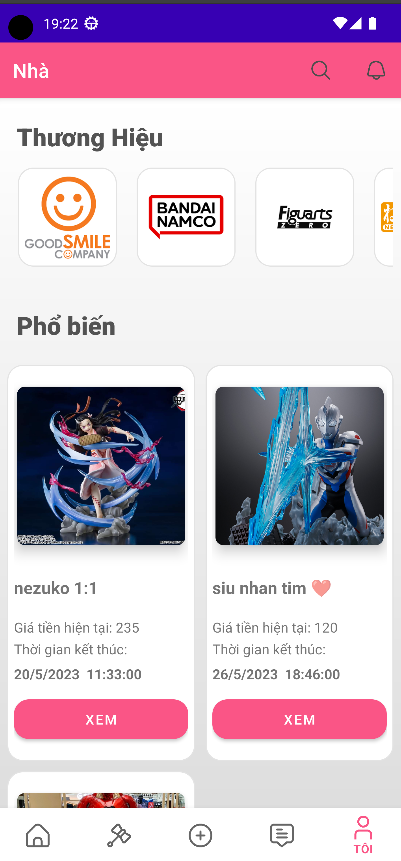 19:22
Nhà
Thương Hiệu
GOODSMILE
COMPANY
BANDAI
NAMCO
Figuarts
ZERO
Phổ biến
nezuko 1:1
Giá tiền hiện tại: 235
Thời gian kết thúc:
20/5/2023 11:33:00
XEM
siu nhan tim ❤️
Giá tiền hiện tại: 120
Thời gian kết thúc:
26/5/2023 18:46:00
XEM
TÔI